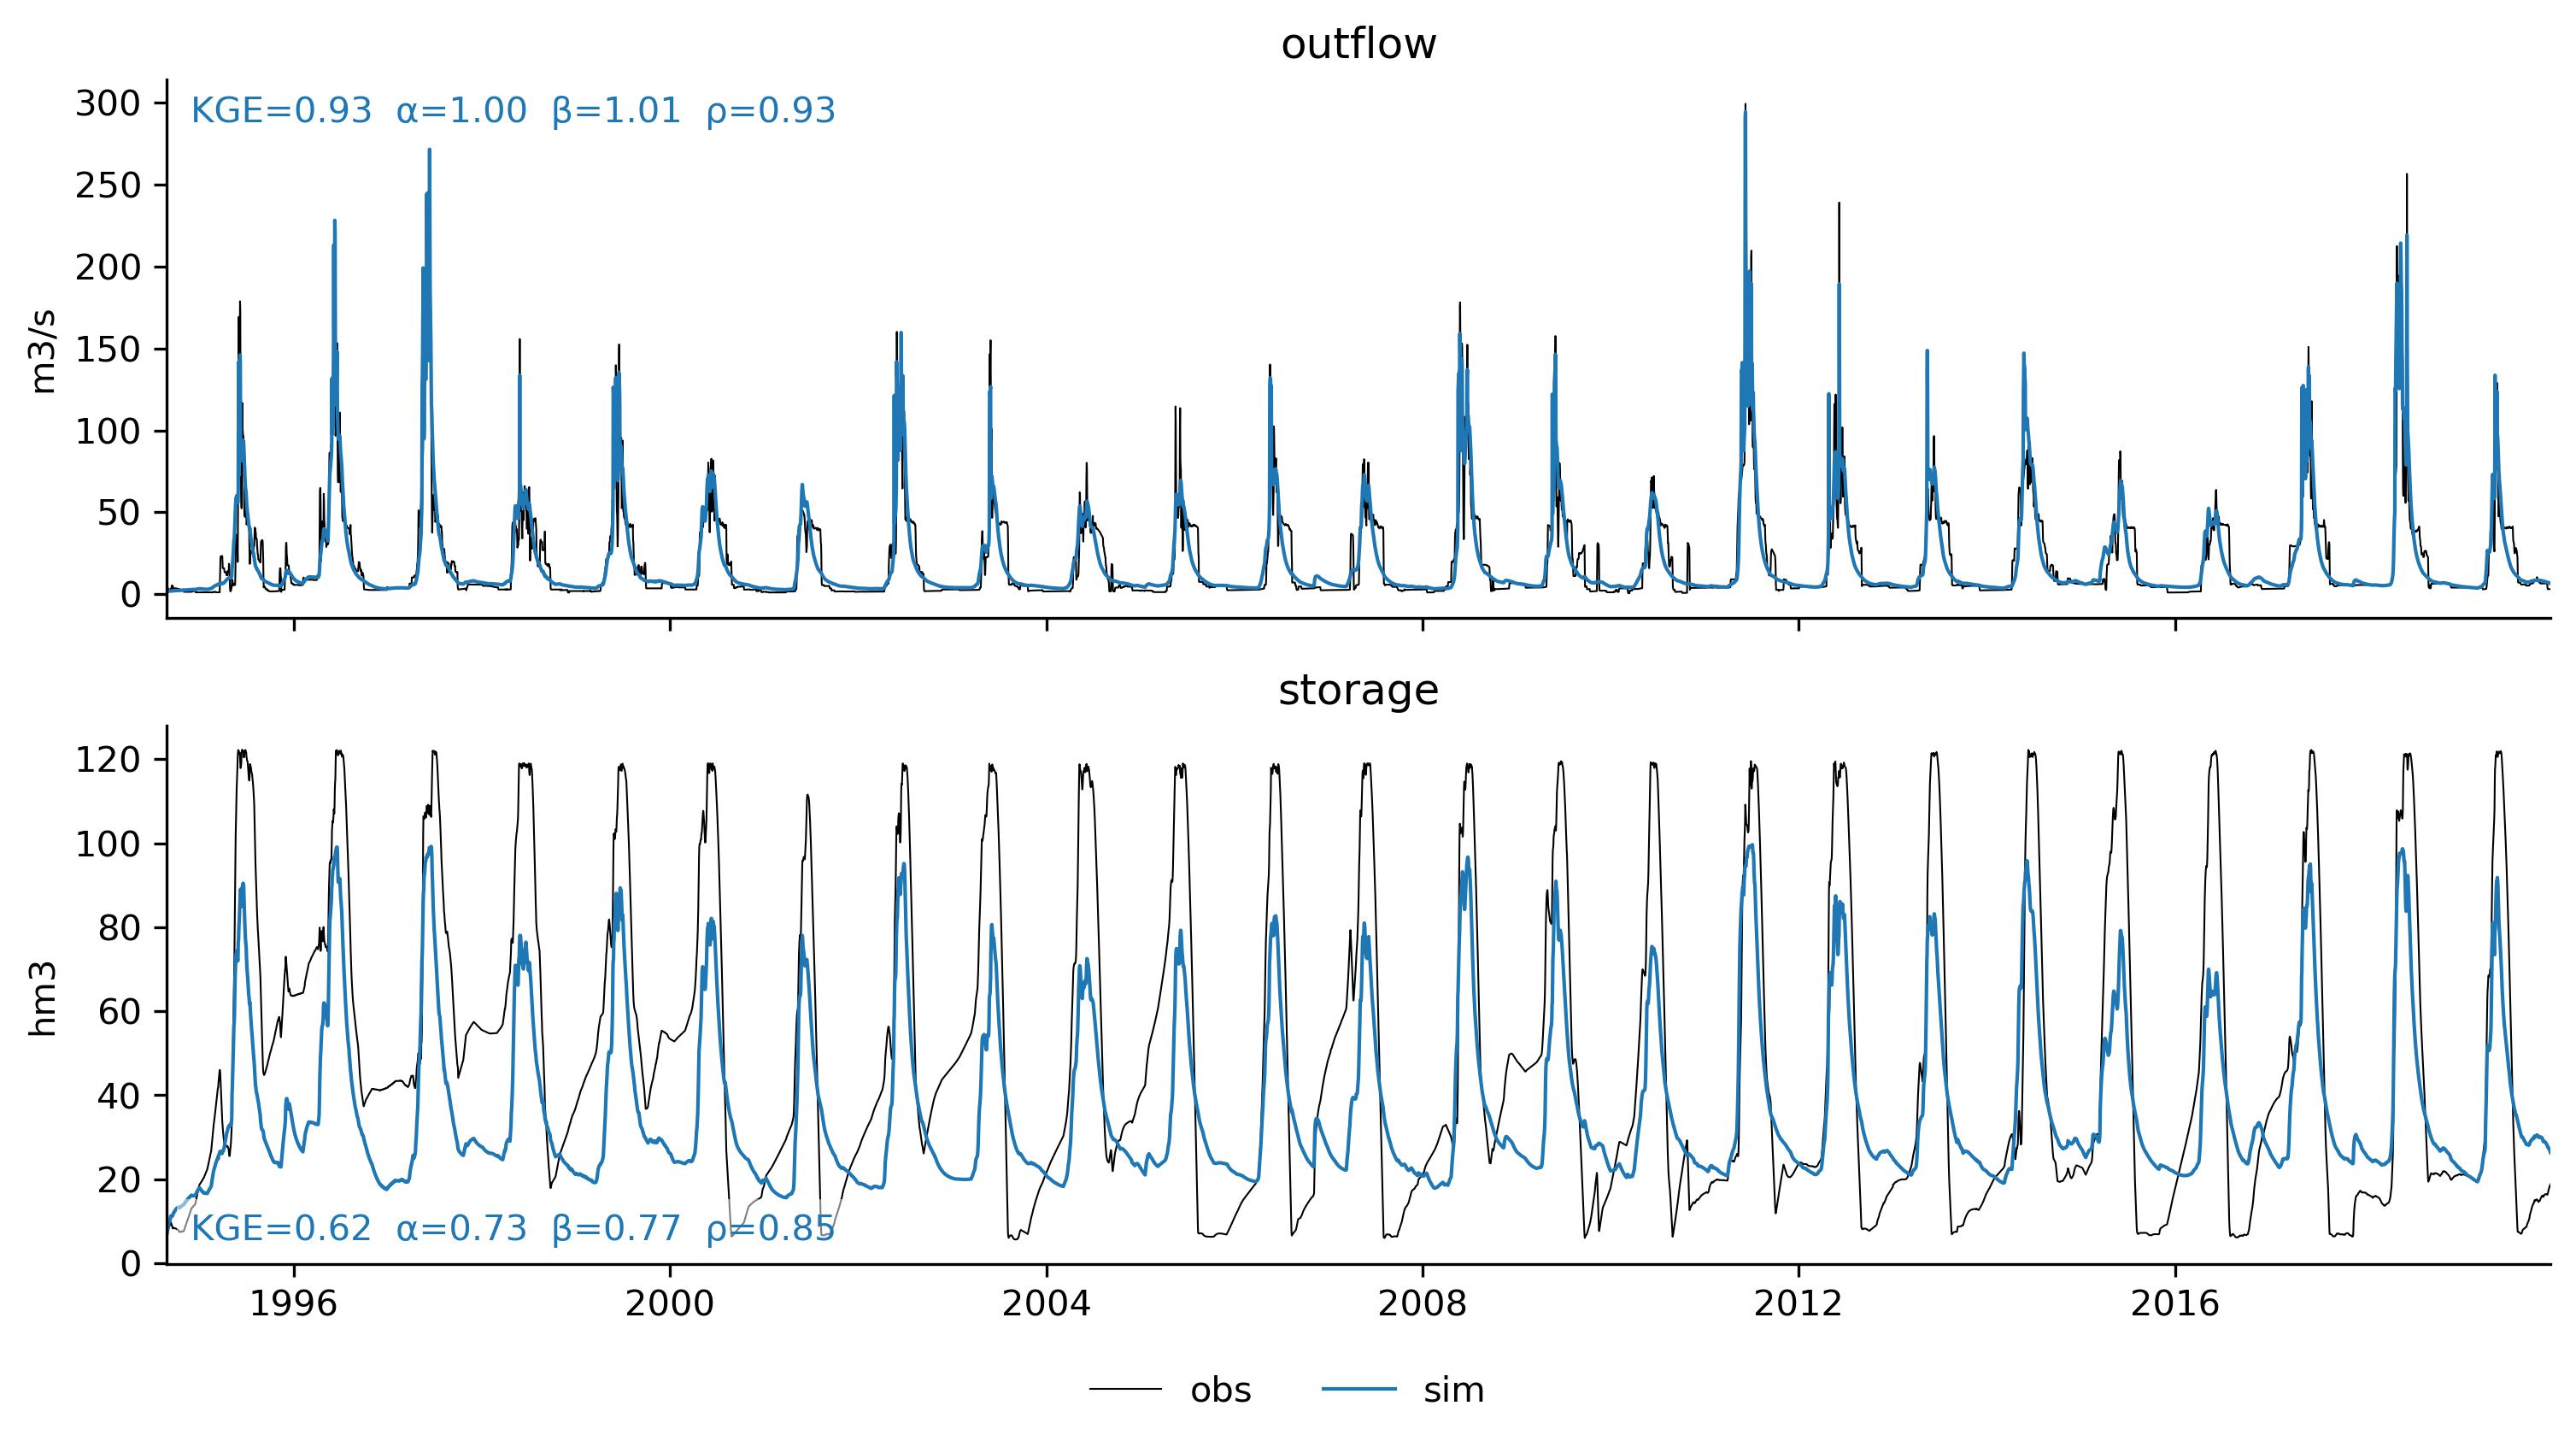 outflow
300
KGE=0.93 α=1.00 β=1.01 ρ=0.93
250
200
150
100
50
0
m3/s
storage
120
100
80
60
40
20
KGE=0.62 α=0.73 β=0.77 ρ=0.85
0
hm3
1996 2000 2004 2008 2012 2016
obs sim